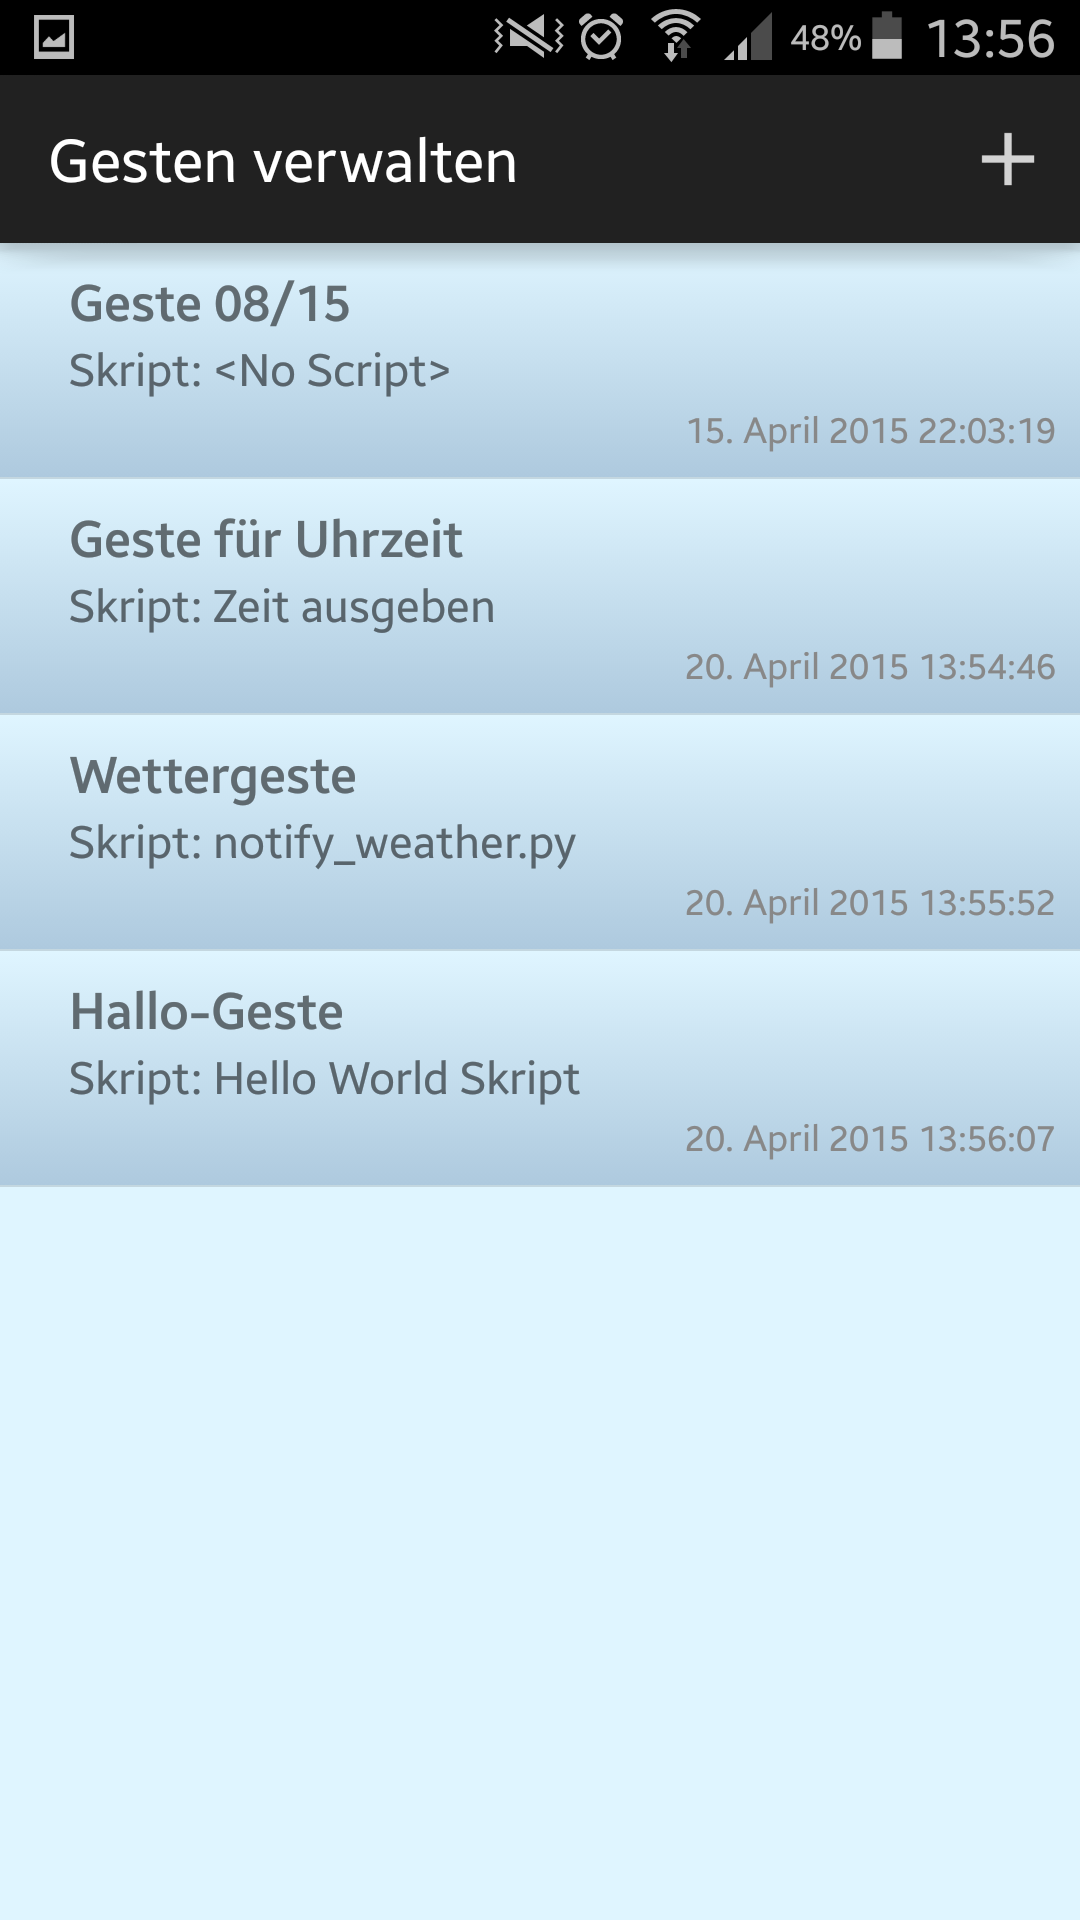 48% 13:56
Gesten verwalten
Geste 08/15
Skript: <No Script>
15. April 2015 22:03:19
Geste für Uhrzeit
Skript: Zeit ausgeben
20. April 2015 13:54:46
Wettergeste
Skript: notify_weather.py
20. April 2015 13:55:52
Hallo-Geste
Skript: Hello World Skript
20. April 2015 13:56:07